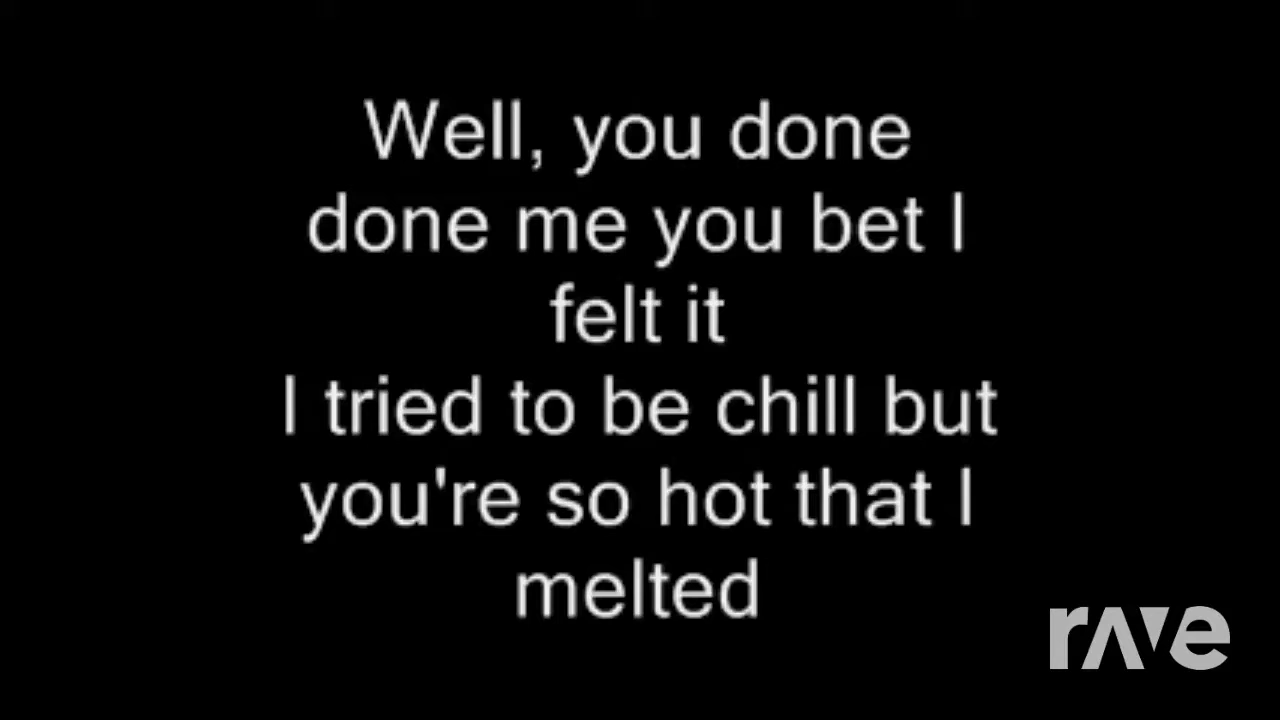 Well, you done
done me you bet I
felt it
I tried to be chill but
you're so hot that I
melted
rave